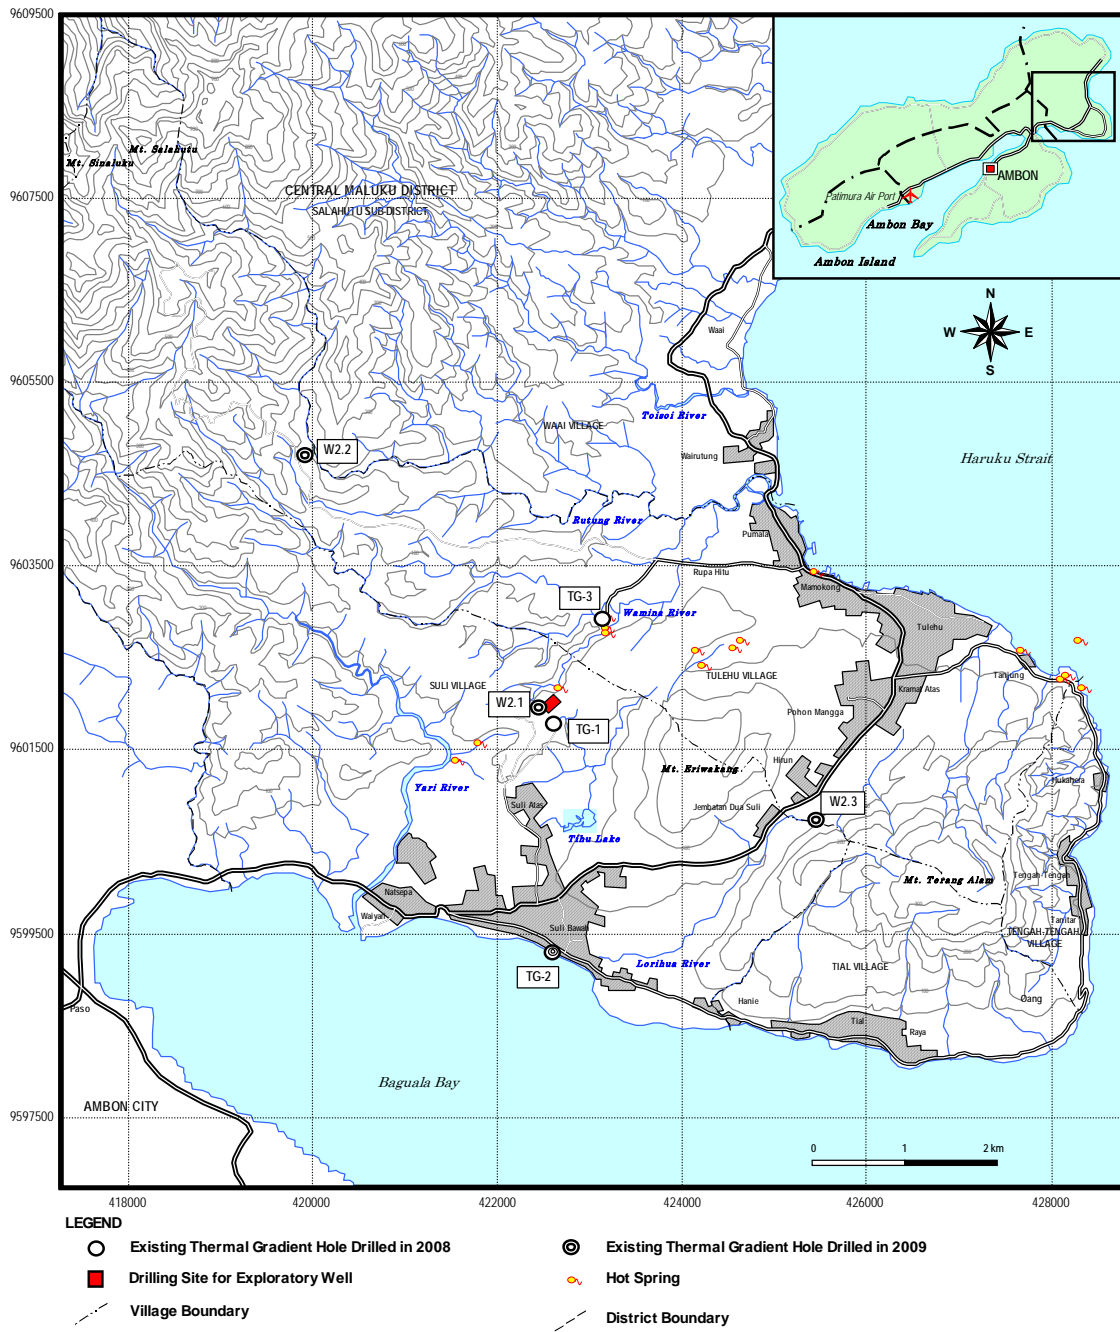 9609500
9607500
9605500
9603500
9601500
9599500
9597500
418000
420000
422000
424000
426000
428000
Mt. Salahutu
Mt. Sinaluku
CENTRAL MALUKU DISTRICT
SALAHUTU SUB-DISTRICT
Patimura Air Port
AMBON
Ambon Bay
Ambon Island
N
W
E
S
Waai
Toisoi River
WAAI VILLAGE
Wairutung
W2.2
Haruku Strait
Rutung River
Pumala
Rupa Hitu
Mamokong
TG-3
Wamina River
Tulehu
SULI VILLAGE
TULEHU VILLAGE
Tanjung
Kramat Atas
W2.1
TG-1
Pohon Mangga
Mt. Eriwakang
Hirun
Hukahela
Yari River
Suli Atas
Jembatan Dua Suli
W2.3
Tihu Lake
Mt. Terang Alam
Tengah-Tengah
Natsepa
Waiyari
Tanitar
Suli Bawah
TENGAH-TENGAH
VILLAGE
TG-2
Lorihua River
TIAL VILLAGE
Hanie
Oang
Tial
Raya
Paso
Baguala Bay
AMBON CITY
0
1
2 km
LEGEND
Existing Thermal Gradient Hole Drilled in 2008
Existing Thermal Gradient Hole Drilled in 2009
Drilling Site for Exploratory Well
Hot Spring
Village Boundary
District Boundary